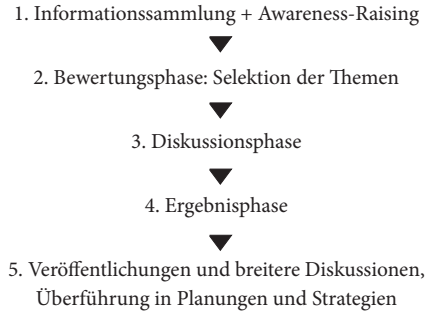 1. Informationssammlung + Awareness-Raising
2. Bewertungsphase: Selektion der Themen
3. Diskussionsphase
4. Ergebnisphase
5. Veröffentlichungen und breitere Diskussionen,
Überführung in Planungen und Strategien